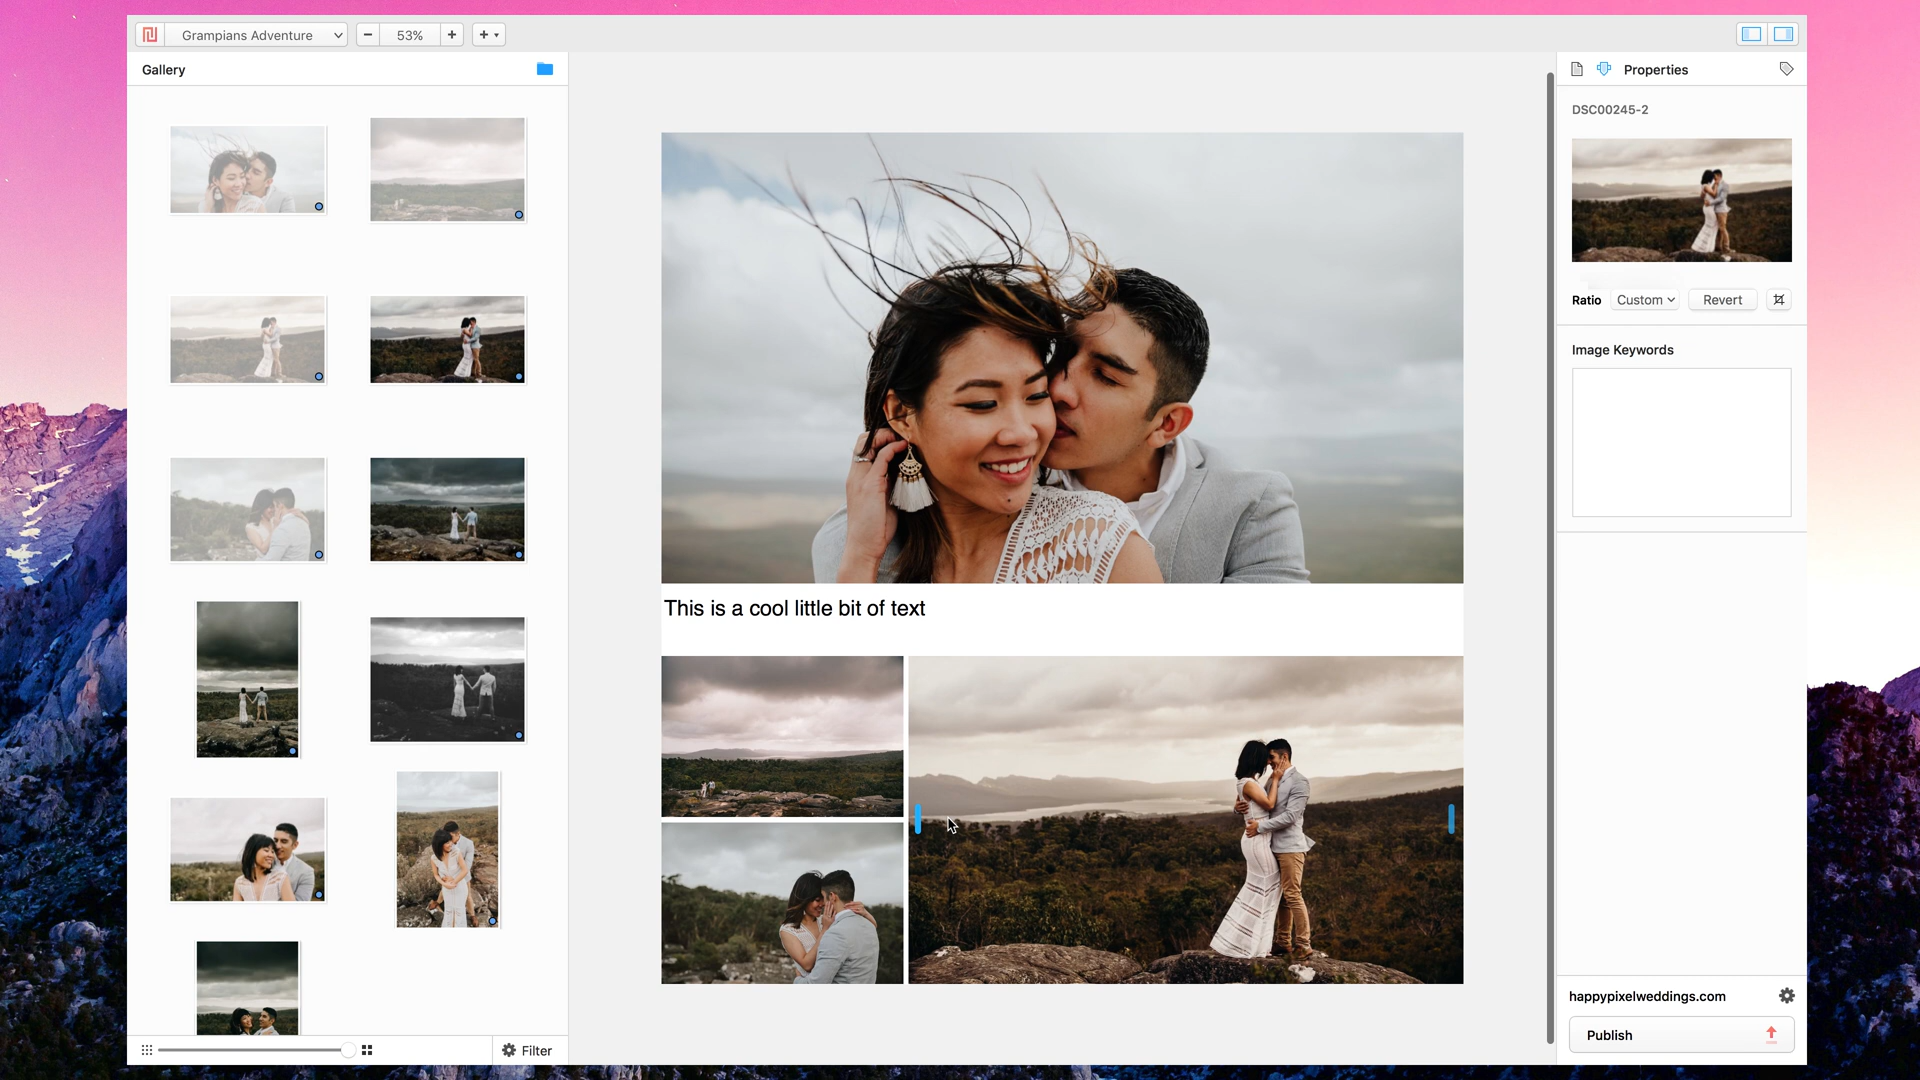 Grampians Adventure
53%
Gallery
Properties
DSC00245-2
Ratio
Custom
Revert
Image Keywords
This is a cool little bit of text
happypixelweddings.com
Publish
Filter